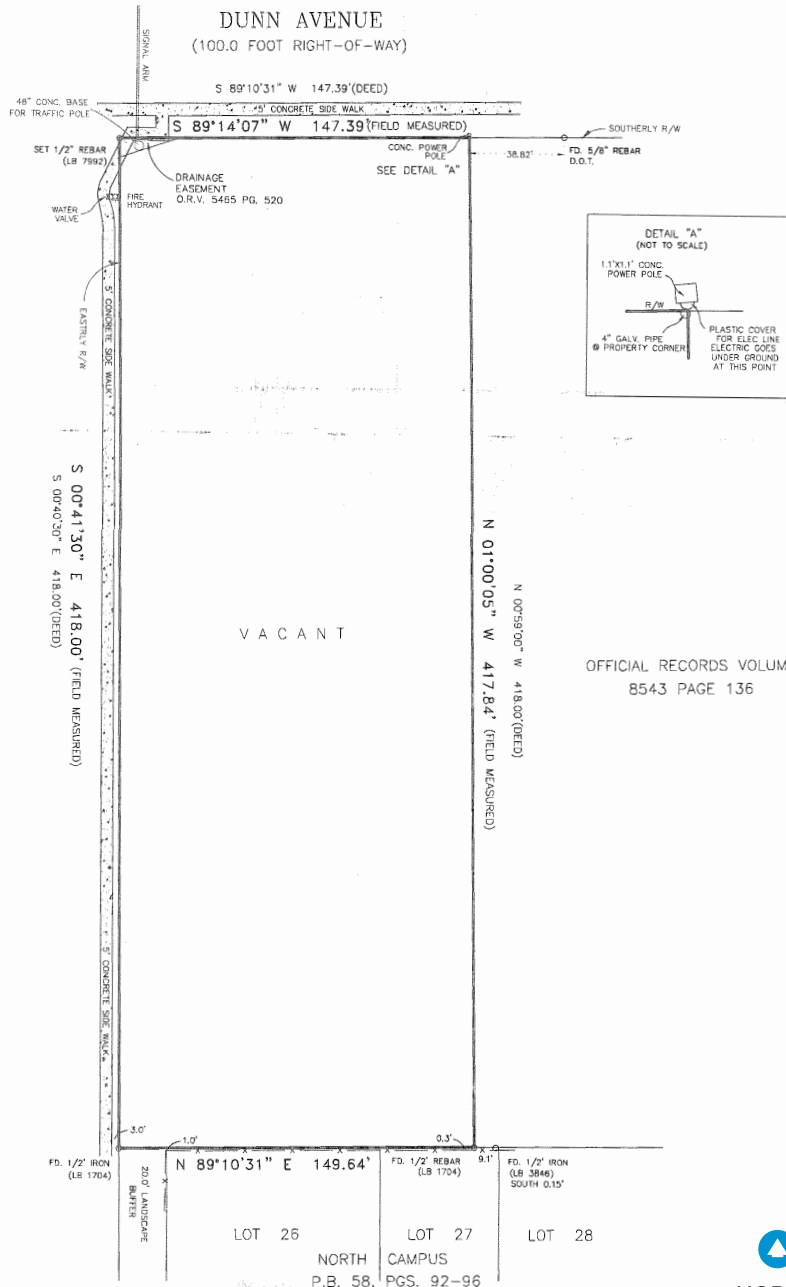 DUNN AVENUE
(100.0 FOOT RIGHT-OF-WAY)
SIGNAL ARM
S 89°10'31" W 147.39'(DEED)
48" CONC. BASE
FOR TRAFFIC POLE
5' CONCRETE SIDE WALK
S 89°14'07" W 147.39'(FIELD MEASURED)
SOUTHERLY R/W
SET 1/2" REBAR
(LB 7992)
CONC. POWER
POLE
38.82'
FD. 5/8" REBAR
D.O.T.
SEE DETAIL "A"
DRAINAGE
EASEMENT
O.R.V. 5465 PG. 520
FIRE
HYDRANT
WATER
VALVE
DETAIL "A"
(NOT TO SCALE)
1.1'X1.1' CONC.
POWER POLE
R/W
4" GALV. PIPE
@ PROPERTY CORNER
PLASTIC COVER
FOR ELEC LINE
ELECTRIC GOES
UNDER GROUND
AT THIS POINT
EASTRLY R/W
5' CONCRETE SIDE WALK
S 00°41'30" E 418.00' (FIELD MEASURED)
S 00°40'30" E 418.00'(DEED)
VACANT
N 01°00'05" W 417.84' (FIELD MEASURED)
N 00°59'00" W 418.00'(DEED)
OFFICIAL RECORDS VOLUM
8543 PAGE 136
5' CONCRETE SIDE WALK
3.0'
1.0'
0.3'
FD. 1/2' IRON
(LB 1704)
N 89°10'31" E 149.64'
FD. 1/2' REBAR
(LB 1704)
9.1'
FD. 1/2' IRON
(LB 3846)
SOUTH 0.15'
20.0' LANDSCAPE
BUFFER
LOT 26
LOT 27
LOT 28
NORTH CAMPUS
P.B. 58, PGS. 92-96